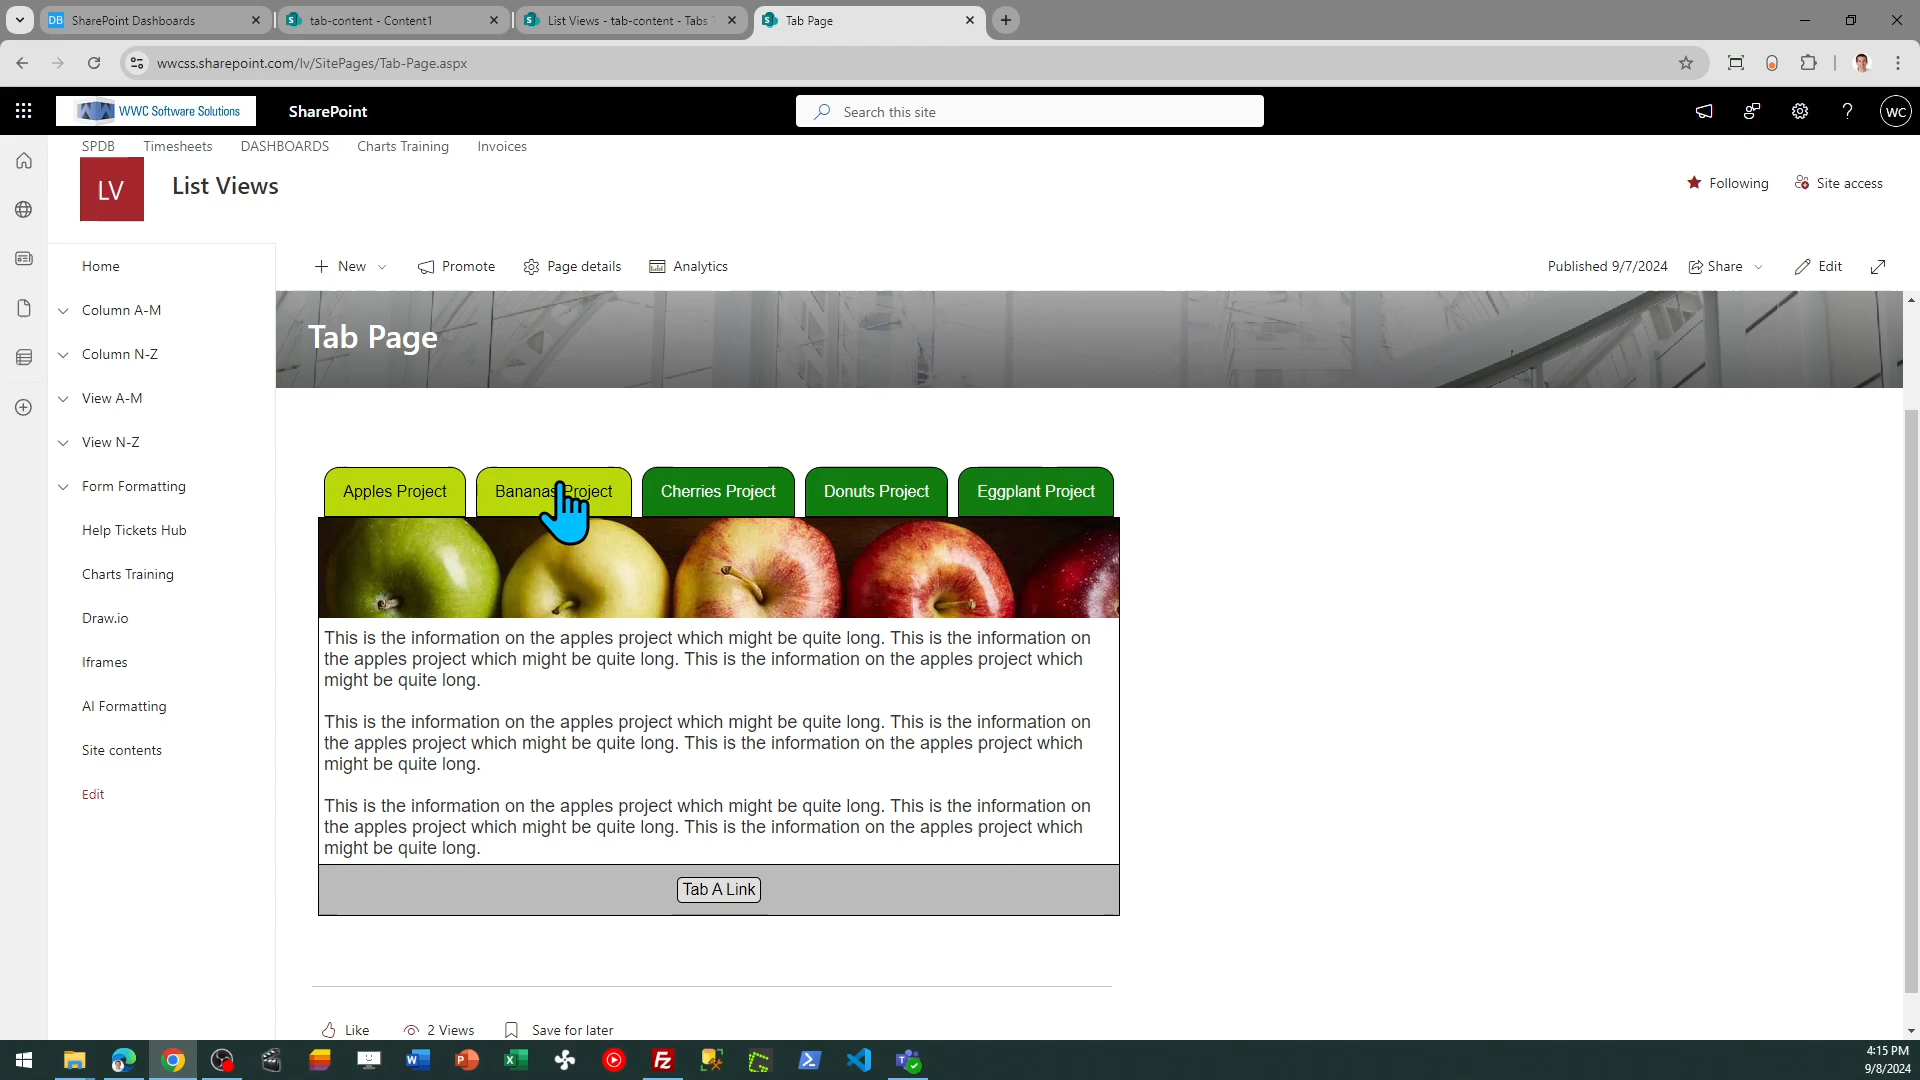 DB SharePoint Dashboards
tab-content - Content1
List Views - tab-content - Tabs
Tab Page
wwcss.sharepoint.com/lv/SitePages/Tab-Page.aspx
WWC Software Solutions
SharePoint
Search this site
WC
SPDB Timesheets DASHBOARDS Charts Training Invoices
LV
List Views
Following
Site access
Home
Column A-M
Column N-Z
View A-M
View N-Z
Form Formatting
Help Tickets Hub
Charts Training
Draw.io
Iframes
AI Formatting
Site contents
Edit
New
Promote
Page details
Analytics
Published 9/7/2024
Share
Edit
Tab Page
Apples Project
Bananas Project
Cherries Project
Donuts Project
Eggplant Project
This is the information on the apples project which might be quite long. This is the information on
the apples project which might be quite long. This is the information on the apples project which
might be quite long.
This is the information on the apples project which might be quite long. This is the information on
the apples project which might be quite long. This is the information on the apples project which
might be quite long.
This is the information on the apples project which might be quite long. This is the information on
the apples project which might be quite long. This is the information on the apples project which
might be quite long.
Tab A Link
Like
2 Views
Save for later
4:15 PM
9/8/2024